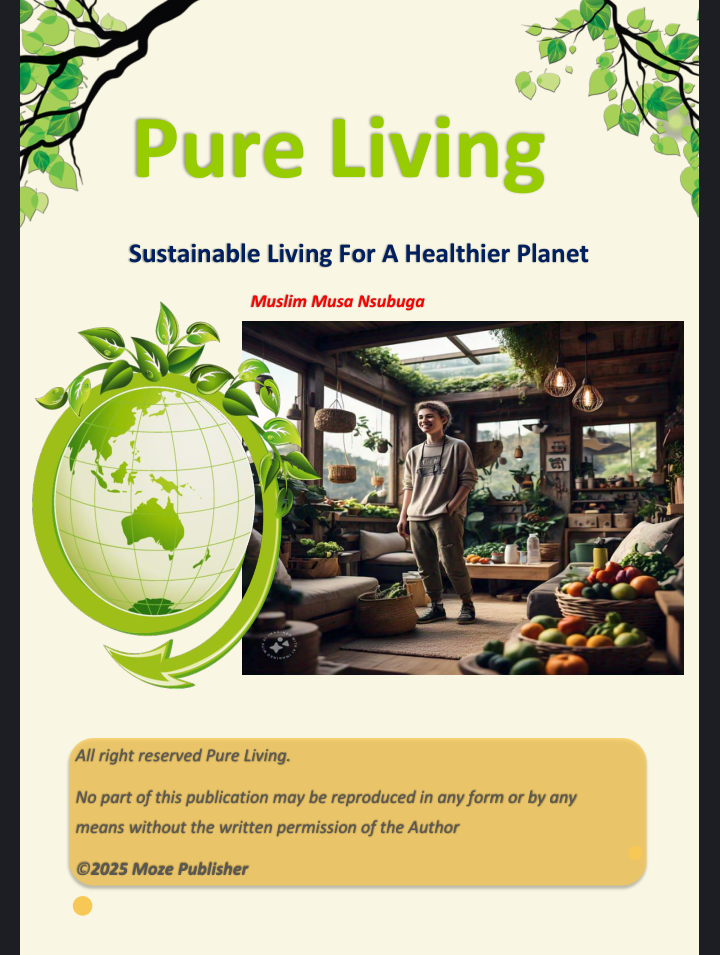 Pure Living
Sustainable Living For A Healthier Planet
Muslim Musa Nsubuga
All right reserved Pure Living.
No part of this publication may be reproduced in any form or by any
means without the written permission of the Author
©2025 Moze Publisher